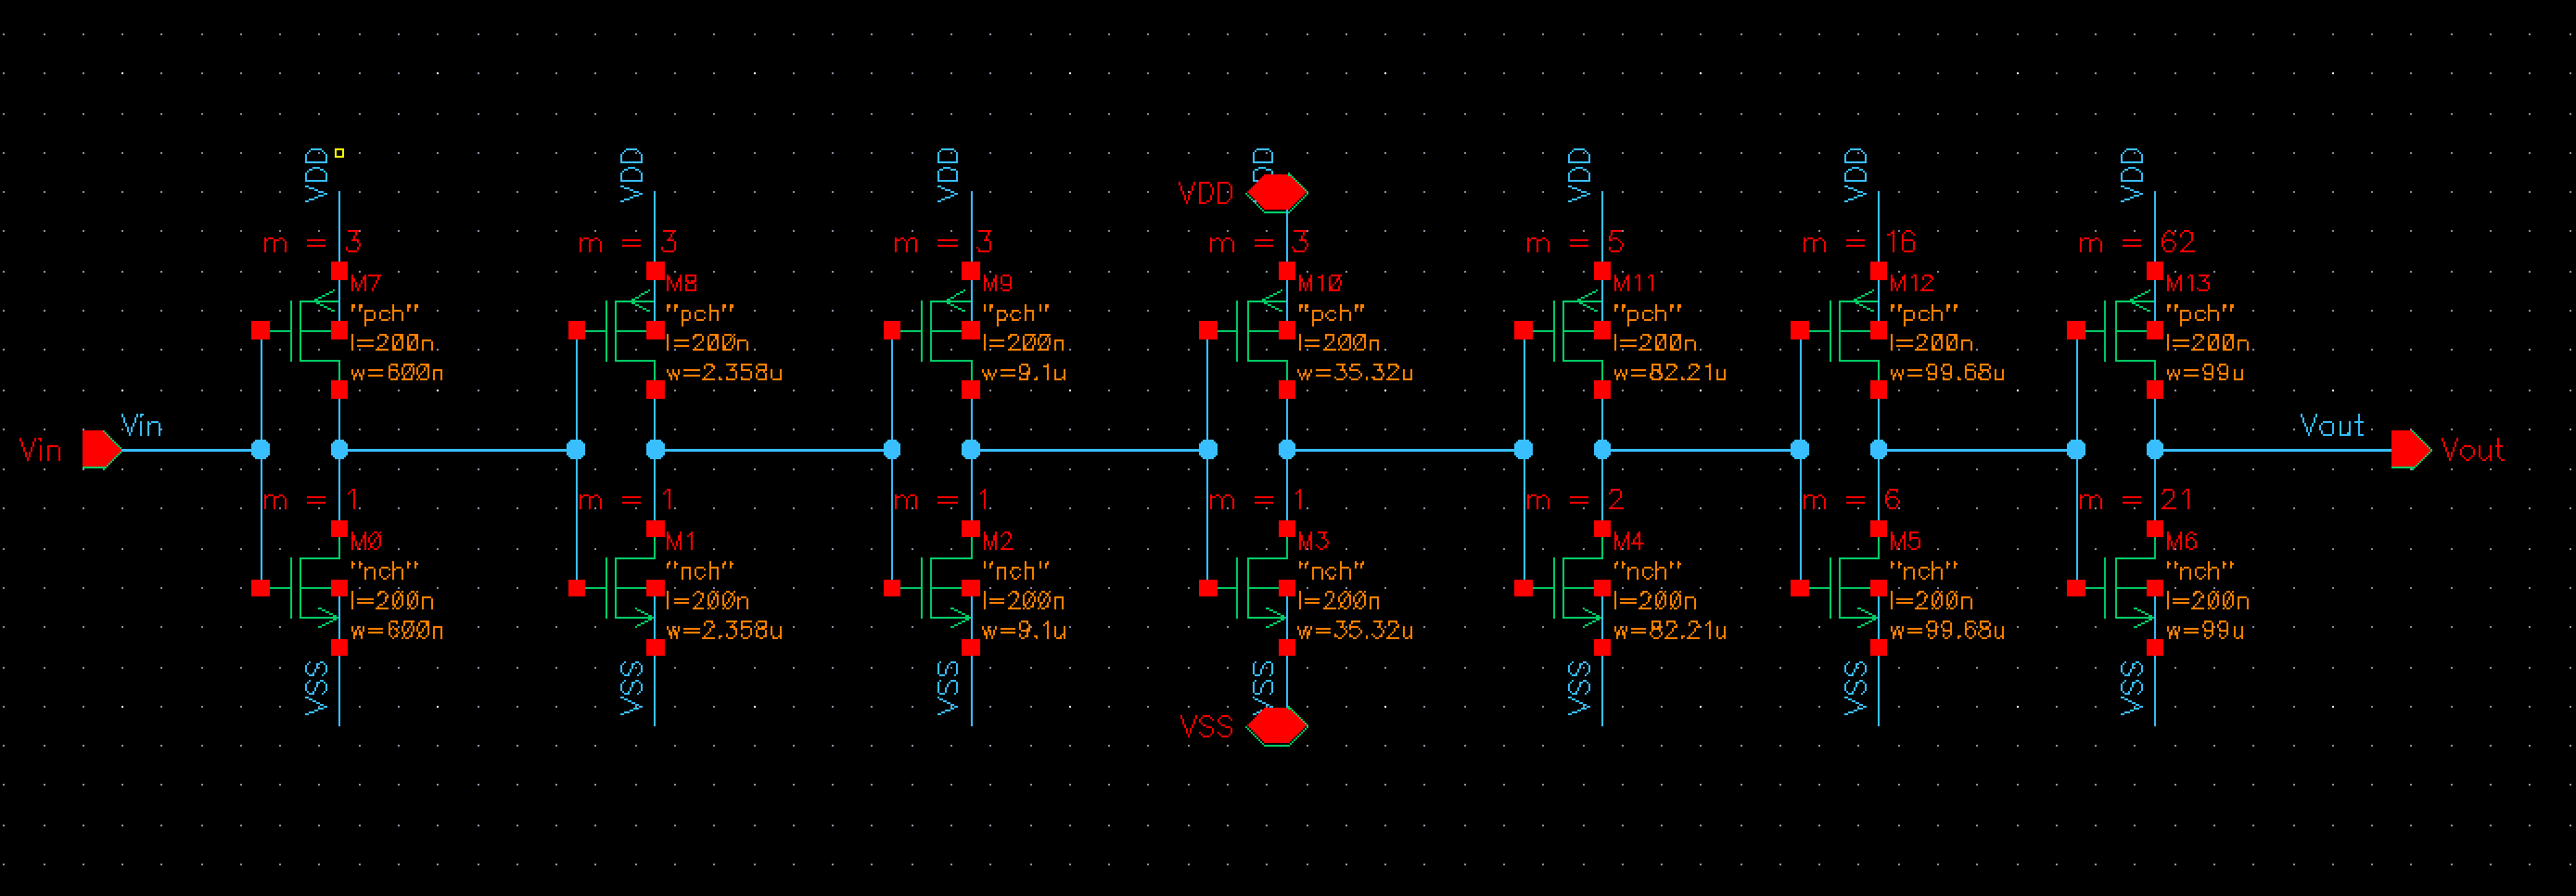 VDD
VDD
VDD
VDD
VDD
VDD
VDD
VDD
m = 3
m = 3
m = 3
m = 3
m = 5
m = 16
m = 62
M7
M8
M9
M10
M11
M12
M13
"pch"
"pch"
"pch"
"pch"
"pch"
"pch"
"pch"
l=200n
l=200n
l=200n
l=200n
l=200n
l=200n
l=200n
w=600n
w=2.358u
w=9.1u
w=35.32u
w=82.21u
w=99.68u
w=99u
Vin
Vin
Vout
Vout
m = 1
m = 1
m = 1
m = 1
m = 2
m = 6
m = 21
M0
M1
M2
M3
M4
M5
M6
"nch"
"nch"
"nch"
"nch"
"nch"
"nch"
"nch"
l=200n
l=200n
l=200n
l=200n
l=200n
l=200n
l=200n
w=600n
w=2.358u
w=9.1u
w=35.32u
w=82.21u
w=99.68u
w=99u
VSS
VSS
VSS
VSS
VSS
VSS
VSS
VSS